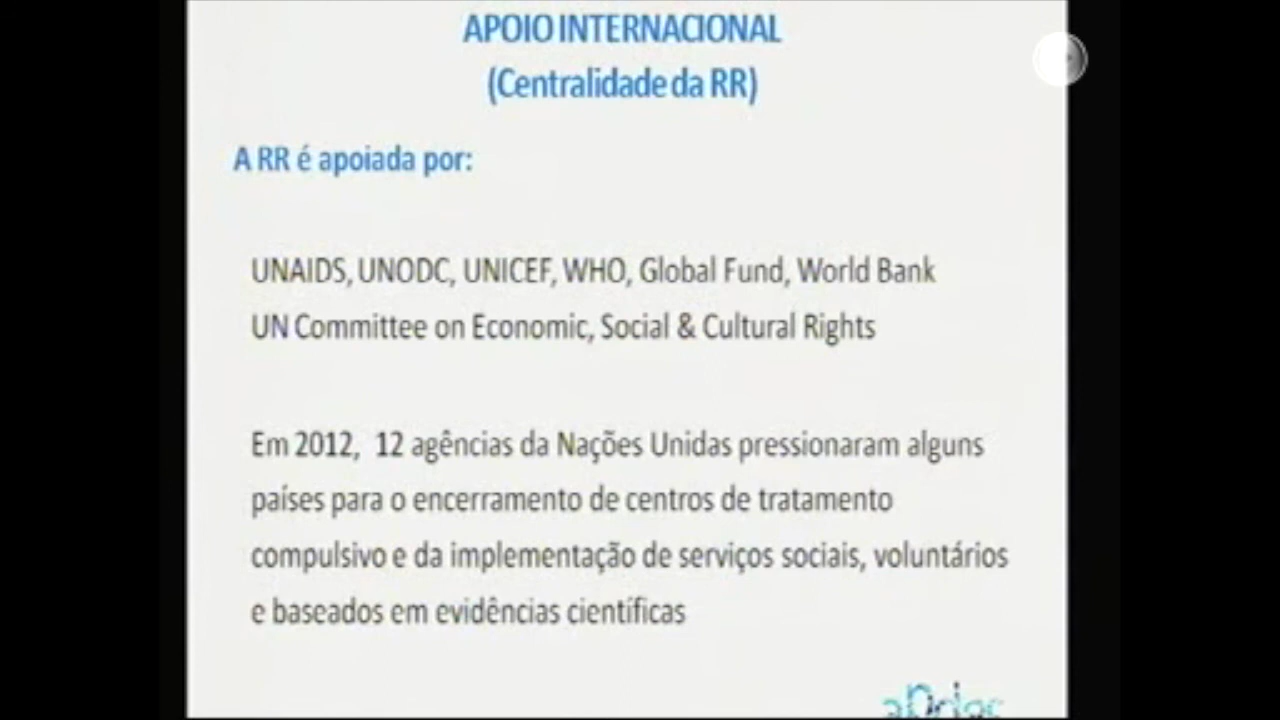 APOIO INTERNACIONAL
(Centralidade da RR)
A RR é apoiada por:
UNAIDS, UNODC, UNICEF, WHO, Global Fund, World Bank
UN Committee on Economic, Social & Cultural Rights
Em 2012, 12 agências da Nações Unidas pressionaram alguns
países para o encerramento de centros de tratamento
compulsivo e da implementação de serviços sociais, voluntários
e baseados em evidências científicas